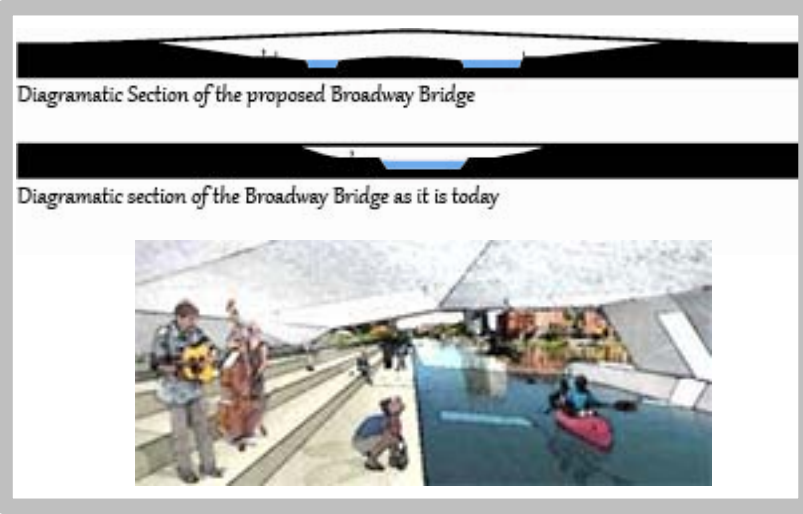 Diagramatic Section of the proposed Broadway Bridge
Diagramatic section of the Broadway Bridge as it is today